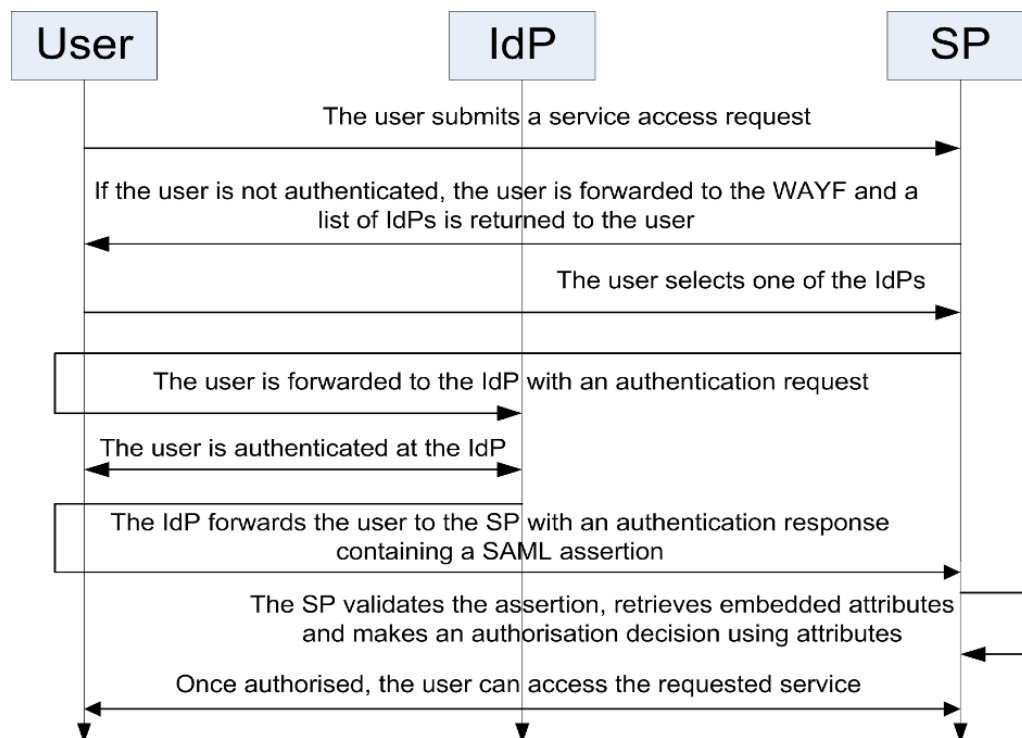 User
IdP
SP
The user submits a service access request
If the user is not authenticated, the user is forwarded to the WAYF and a
list of IdPs is returned to the user
The user selects one of the IdPs
The user is forwarded to the IdP with an authentication request
The user is authenticated at the IdP
The IdP forwards the user to the SP with an authentication response
containing a SAML assertion
The SP validates the assertion, retrieves embedded attributes
and makes an authorisation decision using attributes
Once authorised, the user can access the requested service